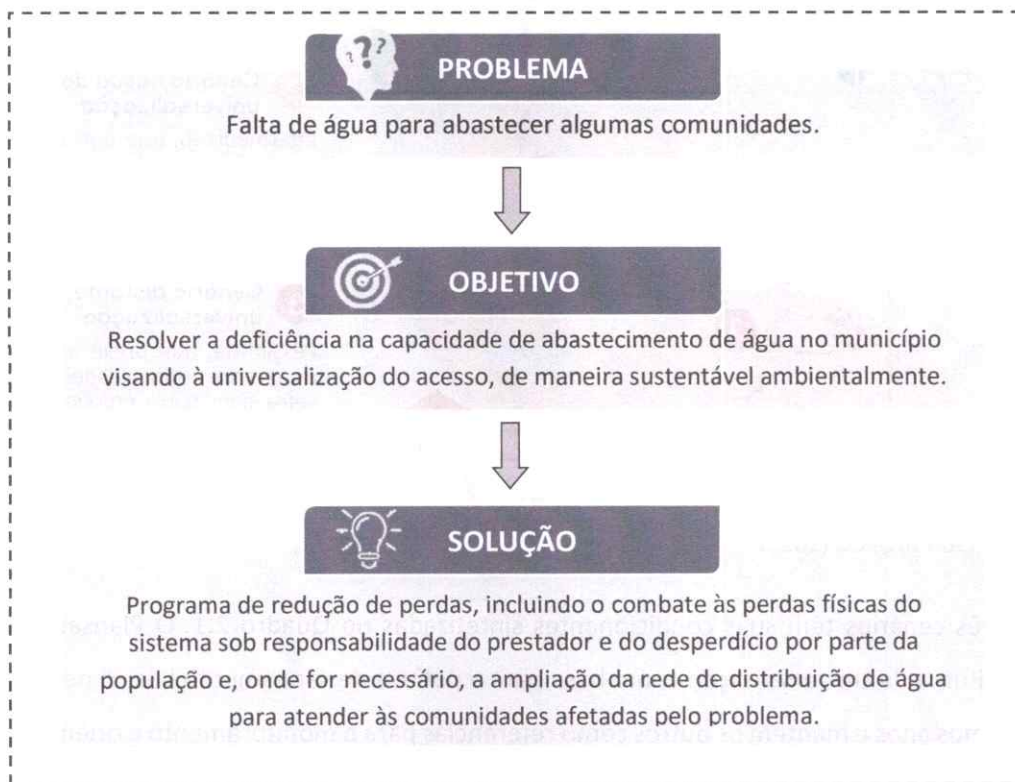 PROBLEMA
Falta de água para abastecer algumas comunidades.
OBJETIVO
Resolver a deficiência na capacidade de abastecimento de água no município
visando à universalização do acesso, de maneira sustentável ambientalmente.
SOLUÇÃO
Programa de redução de perdas, incluindo o combate às perdas físicas do
sistema sob responsabilidade do prestador e do desperdício por parte da
população e, onde for necessário, a ampliação da rede de distribuição de água
para atender às comunidades afetadas pelo problema.